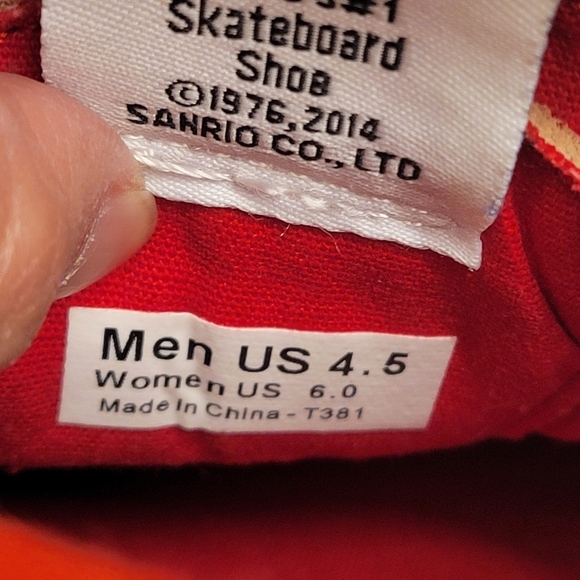 #1
Skateboard
Shoe
©1976,2014
SANRIO CO., LTD
Men US 4.5
Women US 6.0
Made In China - T381